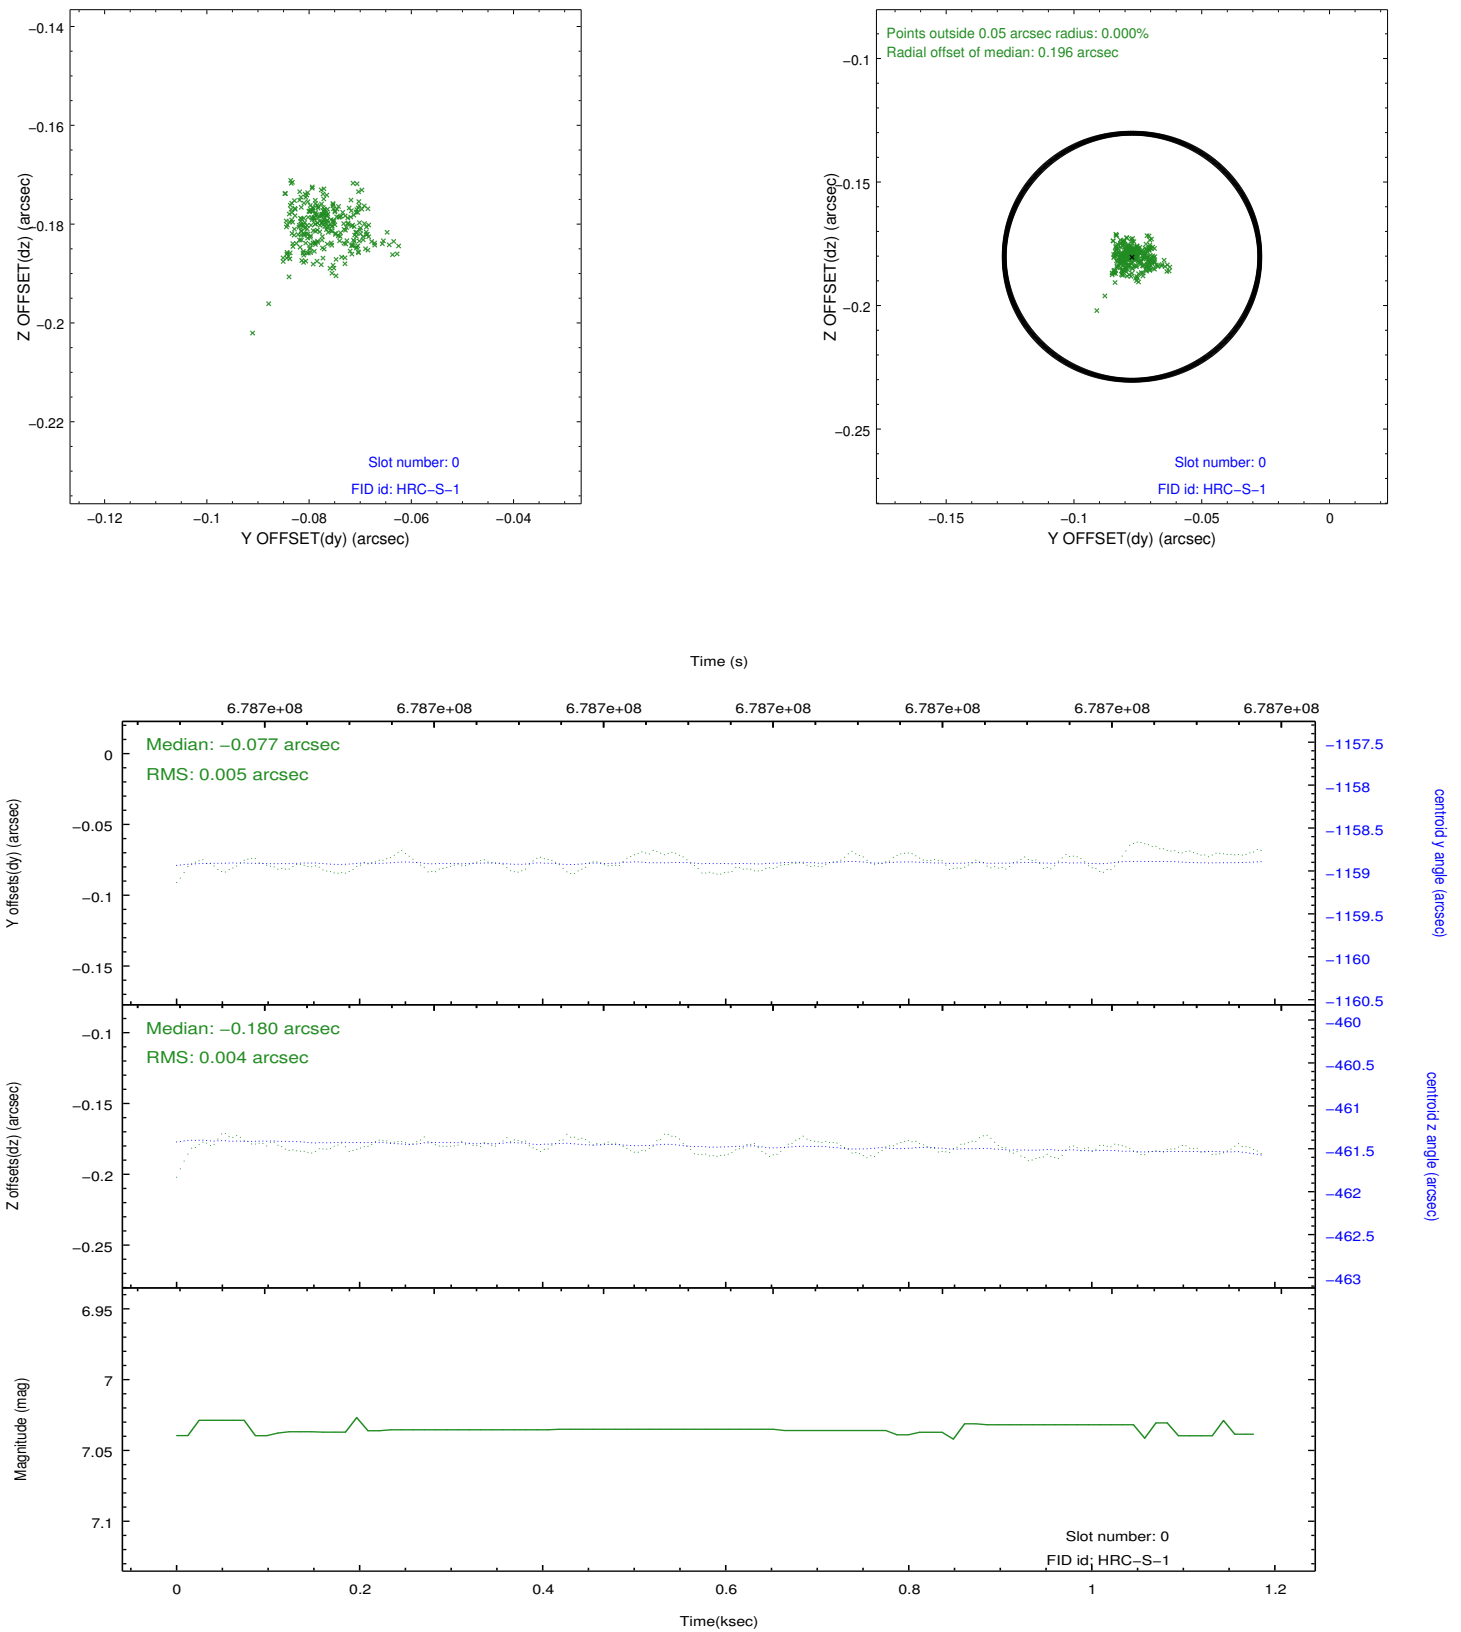 −0.14
−0.16
−0.18
−0.2
−0.22
Z OFFSET(dz) (arcsec)
Slot number: 0
FID id: HRC−S−1
−0.12 −0.1 −0.08 −0.06 −0.04
Y OFFSET(dy) (arcsec)
Points outside 0.05 arcsec radius: 0.000%
Radial offset of median: 0.196 arcsec
−0.1
−0.15
−0.2
−0.25
Z OFFSET(dz) (arcsec)
Slot number: 0
FID id: HRC−S−1
−0.15 −0.1 −0.05 0
Y OFFSET(dy) (arcsec)
Time (s)
6.787e+08 6.787e+08 6.787e+08 6.787e+08 6.787e+08 6.787e+08 6.787e+08
Median: −0.077 arcsec
RMS: 0.005 arcsec
0
−0.05
−0.1
−0.15
Y offsets(dy) (arcsec)
−1157.5
−1158
−1158.5
−1159
−1159.5
−1160
−1160.5
centroid y angle (arcsec)
Median: −0.180 arcsec
RMS: 0.004 arcsec
−0.1
−0.15
−0.2
−0.25
Z offsets(dz) (arcsec)
−460
−460.5
−461
−461.5
−462
−462.5
−463
centroid z angle (arcsec)
6.95
7
7.05
7.1
Magnitude (mag)
Slot number: 0
FID id: HRC−S−1
0 0.2 0.4 0.6 0.8 1 1.2
Time(ksec)